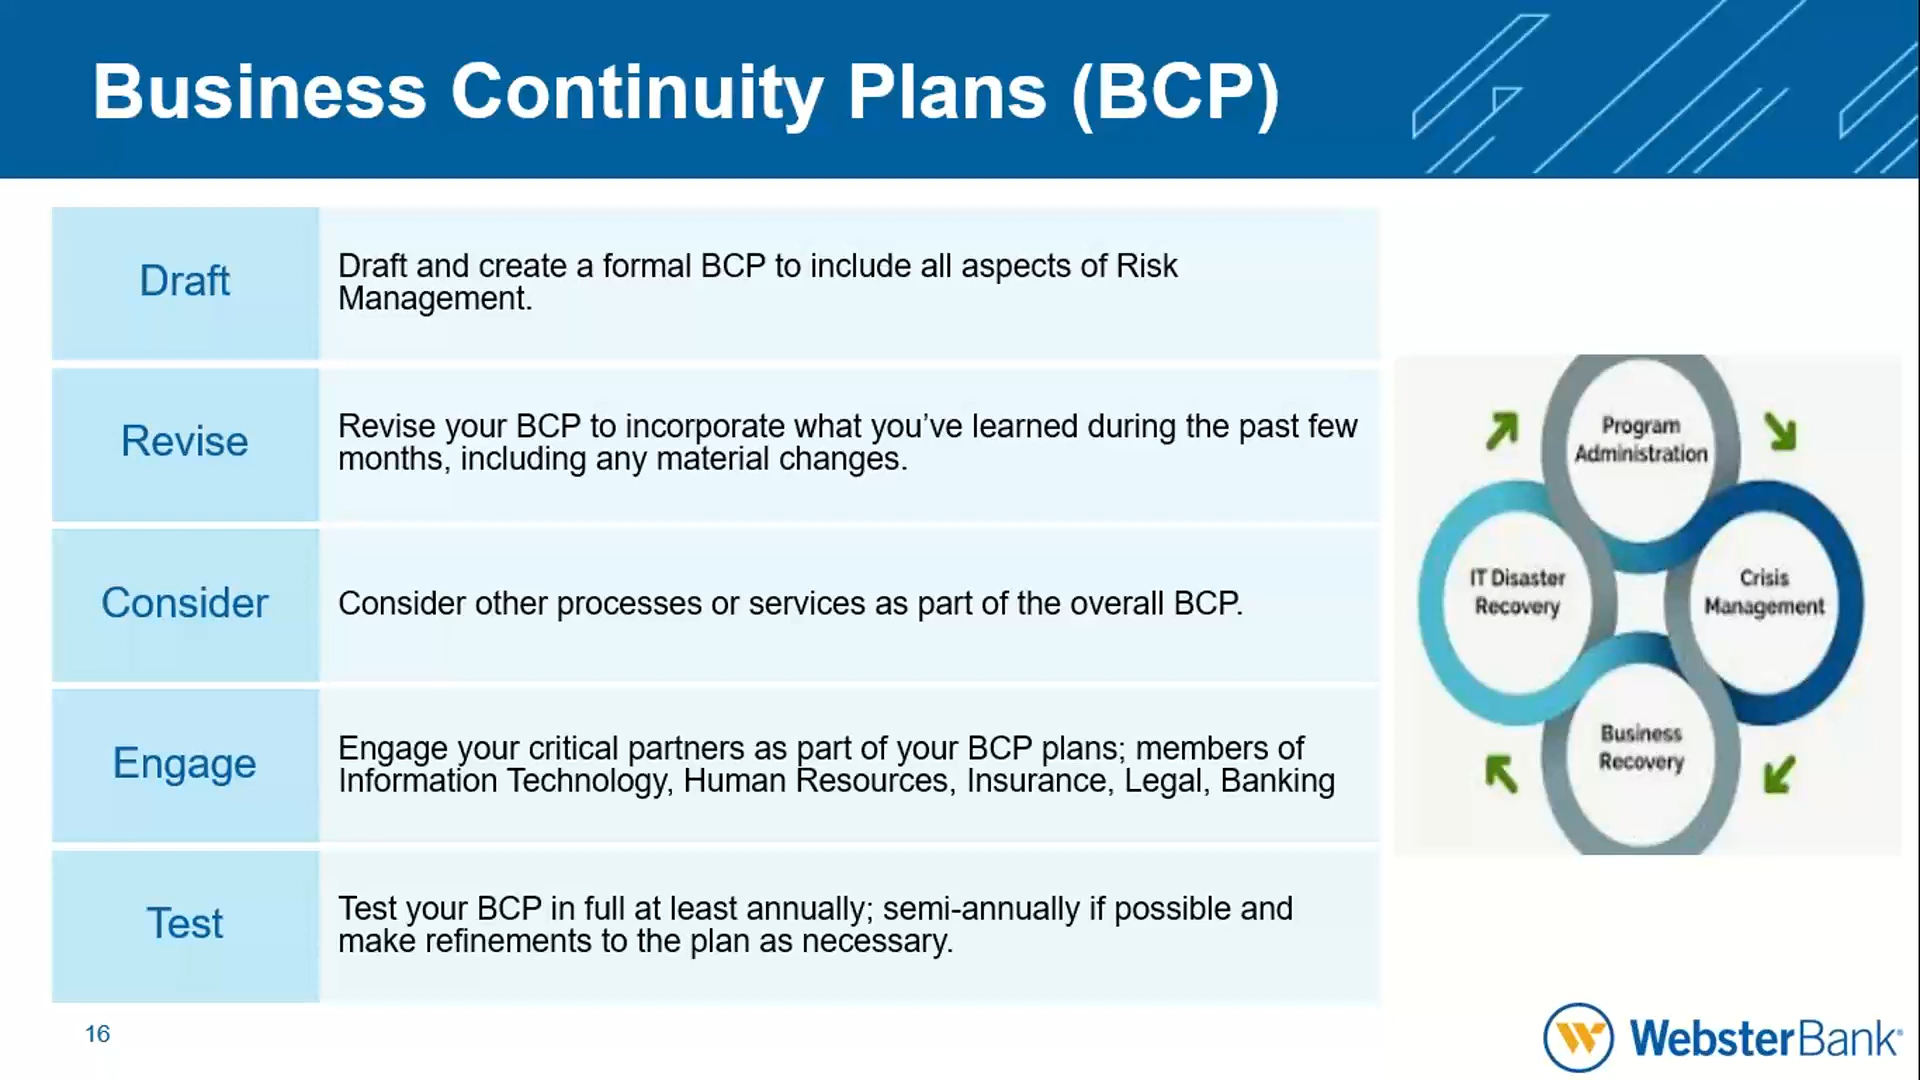 Business Continuity Plans (BCP)
Draft
Draft and create a formal BCP to include all aspects of Risk
Management.
Revise
Revise your BCP to incorporate what you’ve learned during the past few
months, including any material changes.
Consider
Consider other processes or services as part of the overall BCP.
Engage
Engage your critical partners as part of your BCP plans; members of
Information Technology, Human Resources, Insurance, Legal, Banking
Test
Test your BCP in full at least annually; semi-annually if possible and
make refinements to the plan as necessary.
Program
Administration
IT Disaster
Recovery
Crisis
Management
Business
Recovery
16
WebsterBank